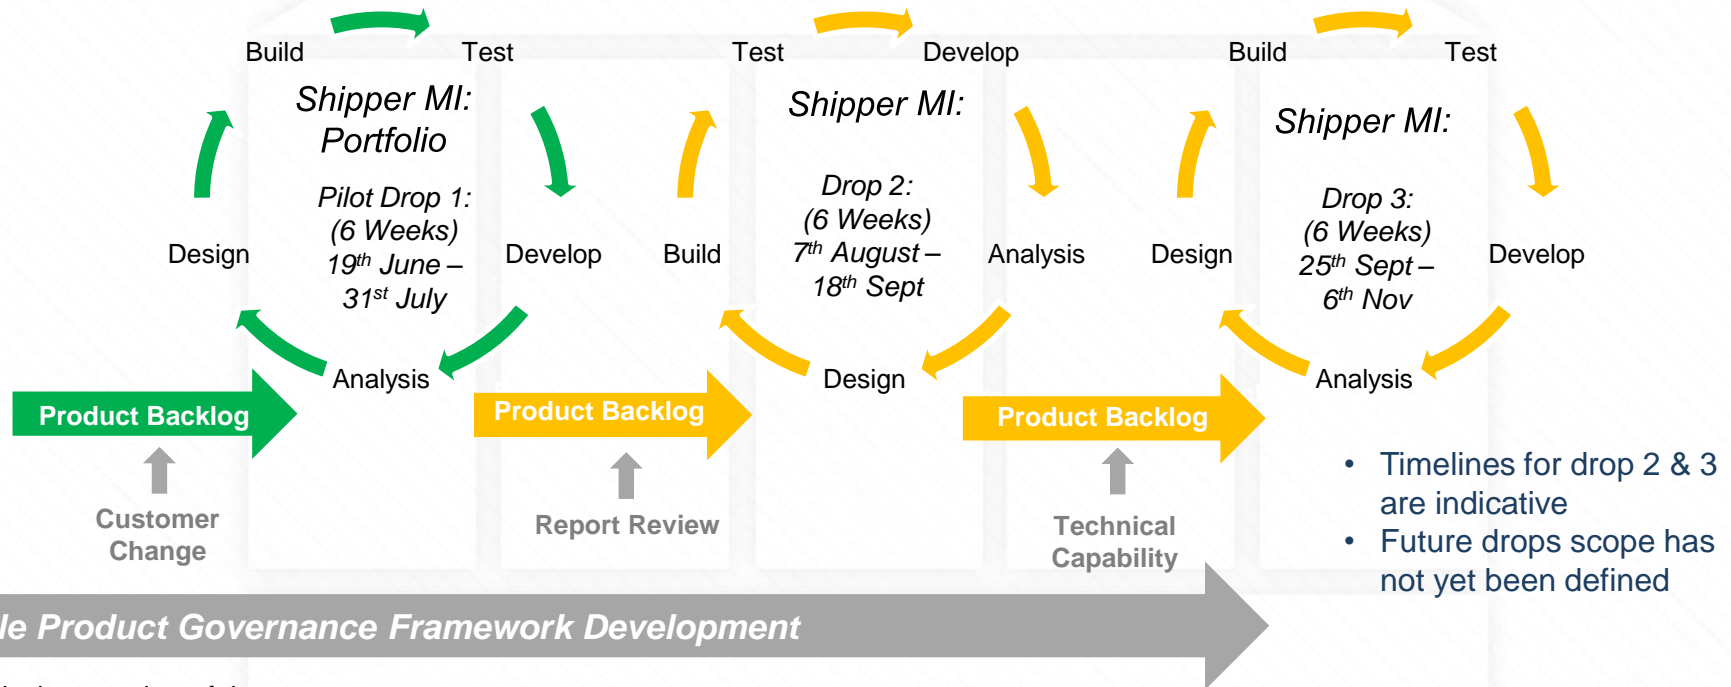 Build
Test
Test
Develop
Build
Test
Shipper MI:
Portfolio
Pilot Drop 1:
(6 Weeks)
19th June –
31st July
Design
Develop
Analysis
Shipper MI:
Drop 2:
(6 Weeks)
7th August –
18th Sept
Build
Analysis
Design
Shipper MI:
Drop 3:
(6 Weeks)
25th Sept –
6th Nov
Design
Develop
Analysis
Product Backlog
Product Backlog
Product Backlog
Customer
Change
Report Review
Technical
Capability
• Timelines for drop 2 & 3
are indicative
• Future drops scope has
not yet been defined
le Product Governance Framework Development